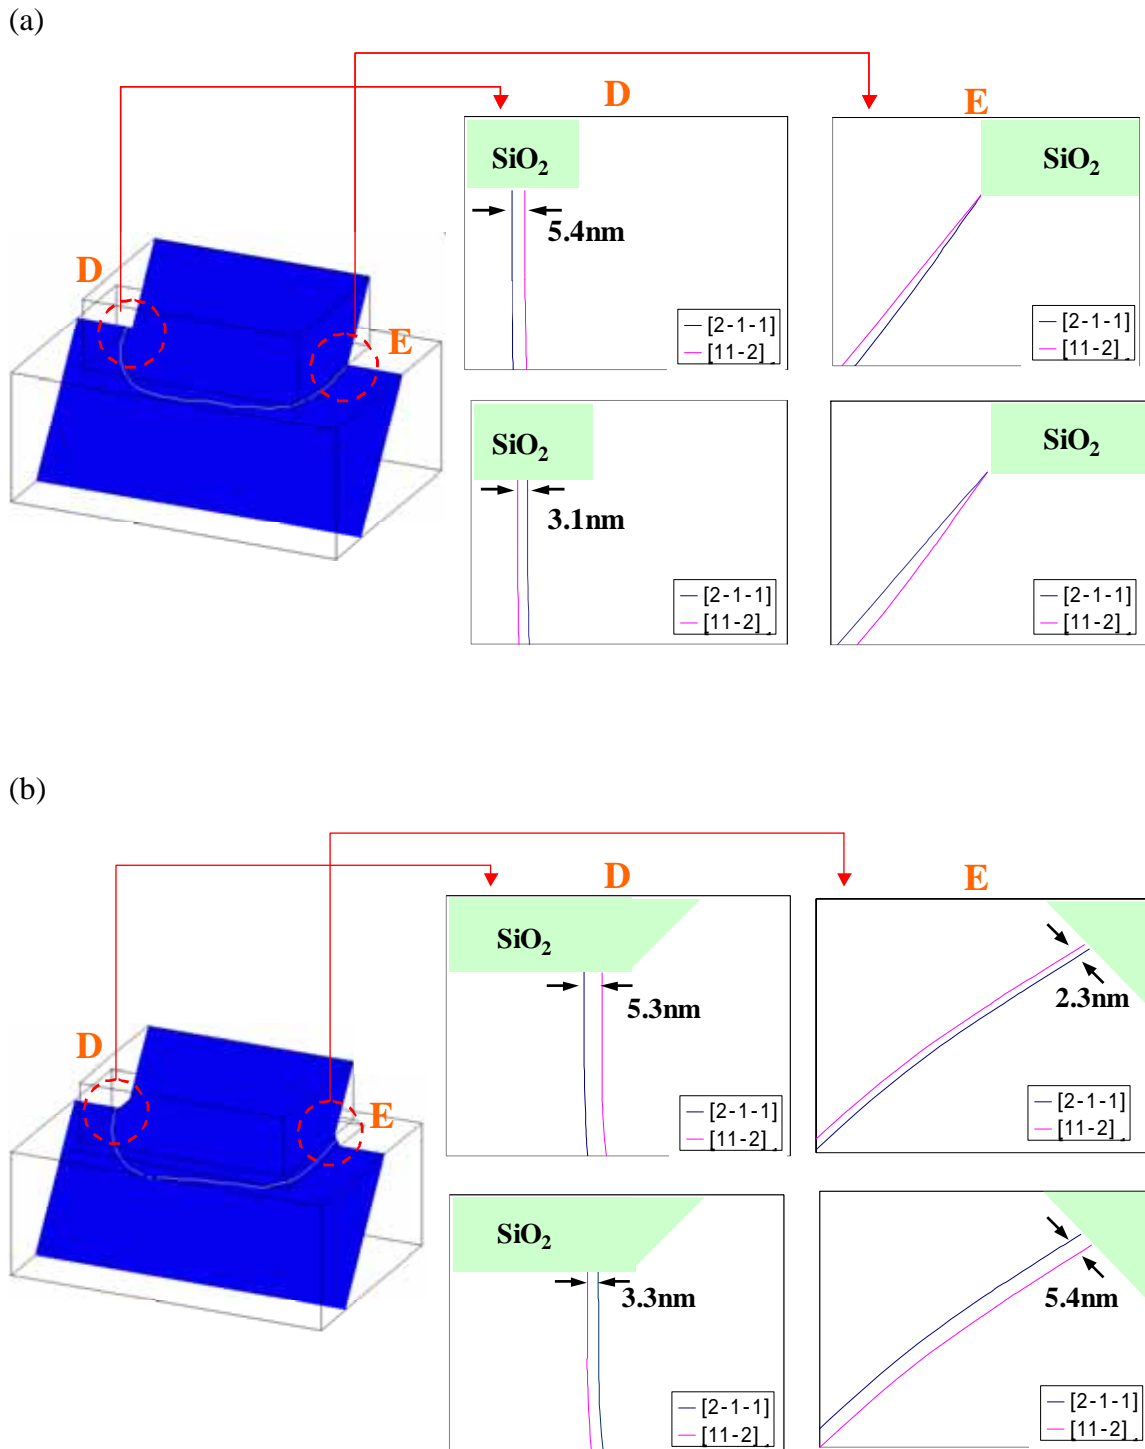 (a)
D
E
SiO2
5.4nm
[2-1-1]
[11-2]
SiO2
[2-1-1]
[11-2]
D
E
SiO2
3.1nm
[2-1-1]
[11-2]
SiO2
[2-1-1]
[11-2]
(b)
D
E
SiO2
5.3nm
[2-1-1]
[11-2]
2.3nm
[2-1-1]
[11-2]
D
E
SiO2
3.3nm
[2-1-1]
[11-2]
5.4nm
[2-1-1]
[11-2]